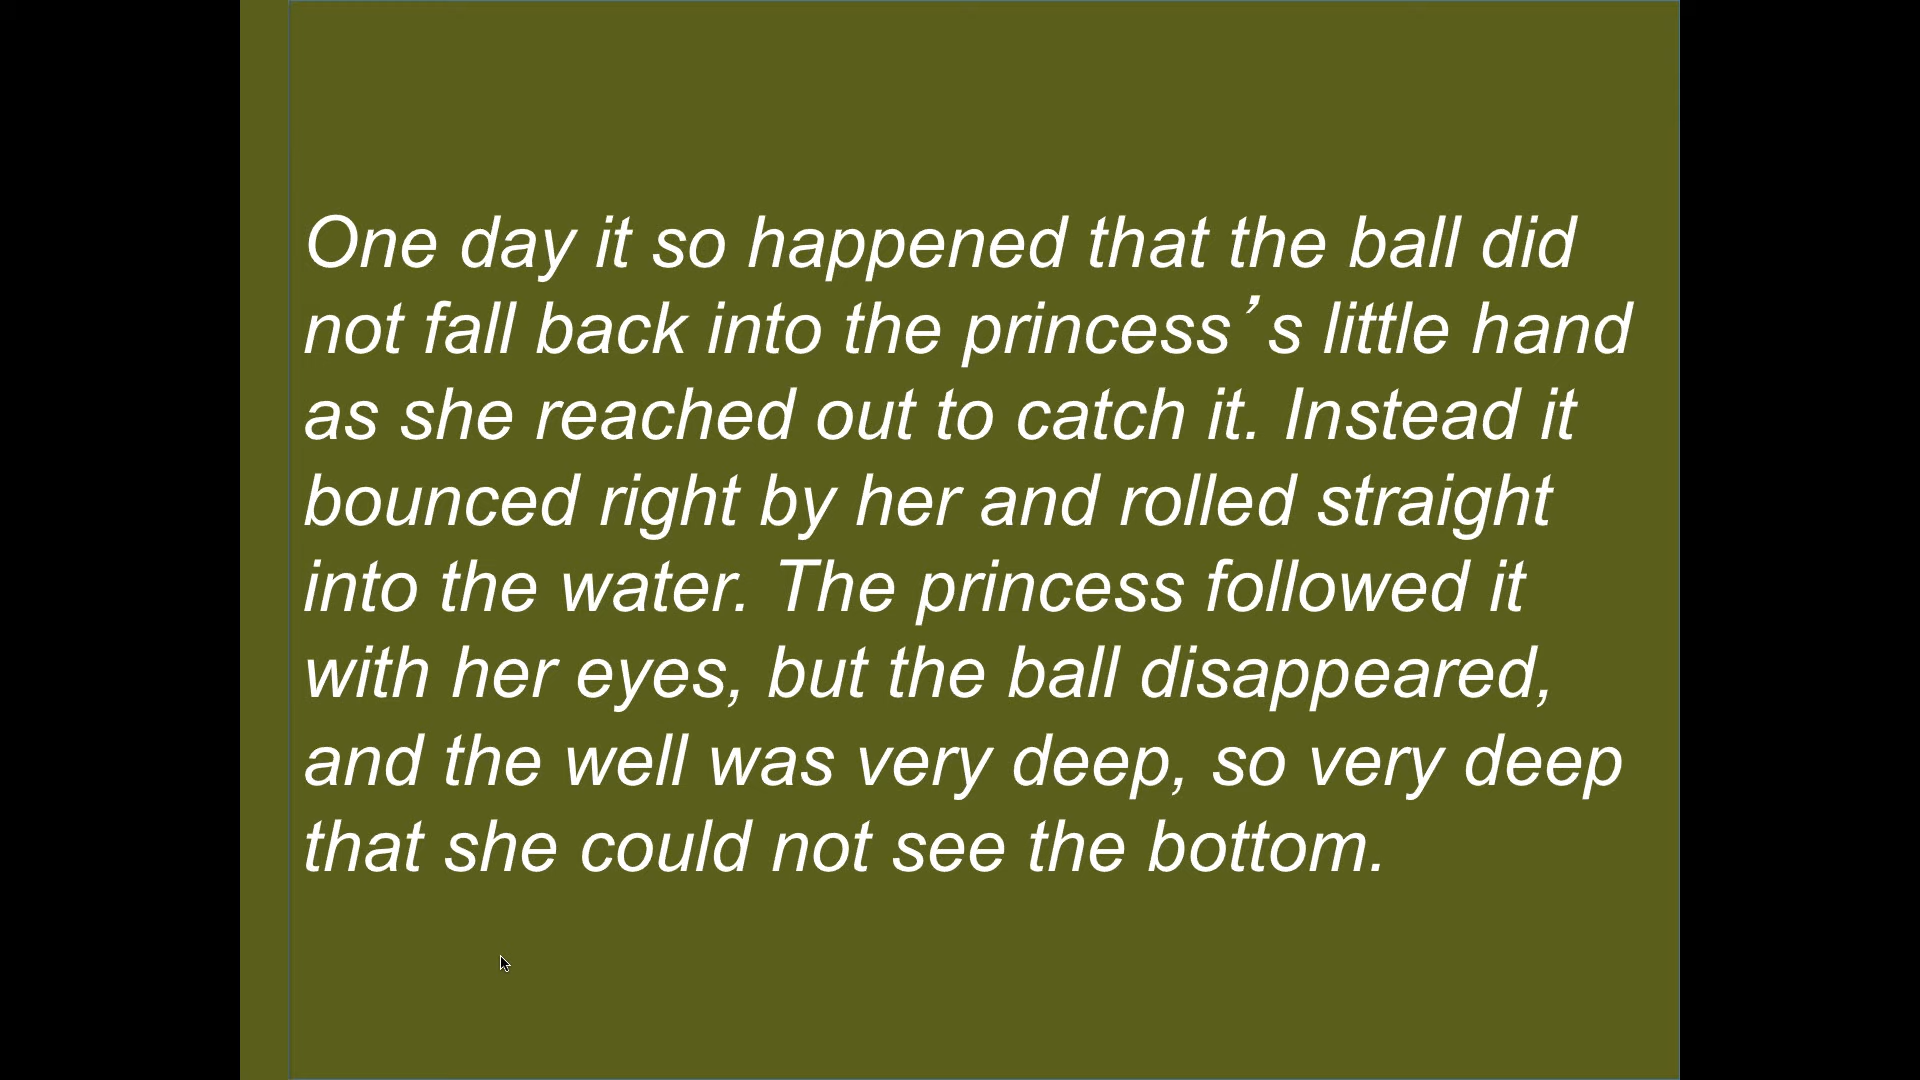 One day it so happened that the ball did
not fall back into the princess’s little hand
as she reached out to catch it. Instead it
bounced right by her and rolled straight
into the water. The princess followed it
with her eyes, but the ball disappeared,
and the well was very deep, so very deep
that she could not see the bottom.